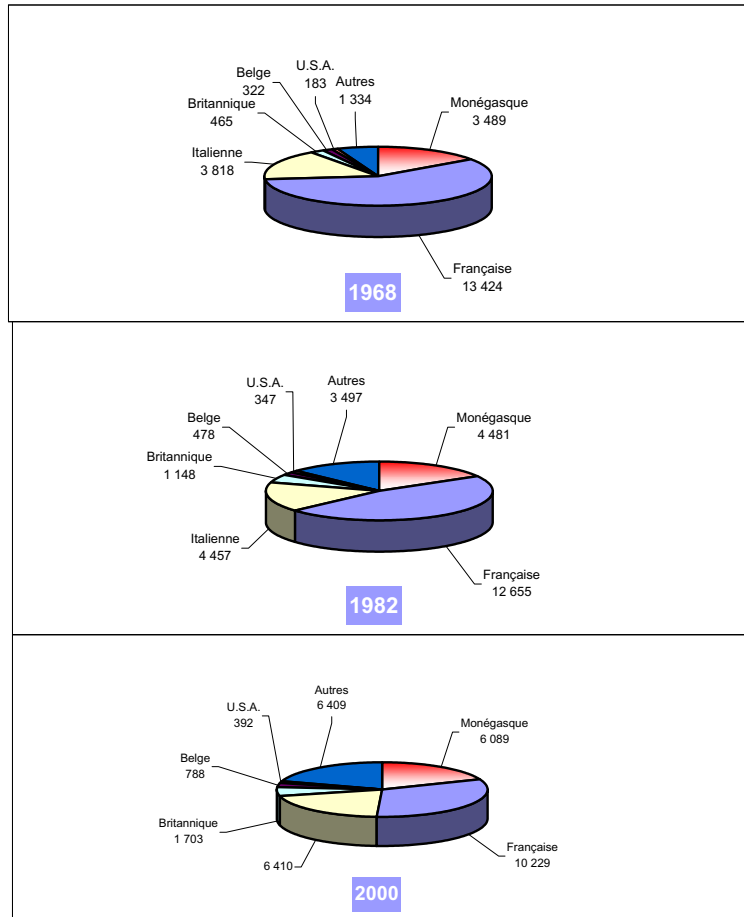 U.S.A.
183
Belge
322
Autres
1 334
Britannique
465
Monégasque
3 489
Italienne
3 818
Française
13 424
1968
U.S.A.
347
Autres
3 497
Belge
478
Monégasque
4 481
Britannique
1 148
Italienne
4 457
Française
12 655
1982
U.S.A.
392
Autres
6 409
Monégasque
6 089
Belge
788
Britannique
1 703
6 410
Française
10 229
2000